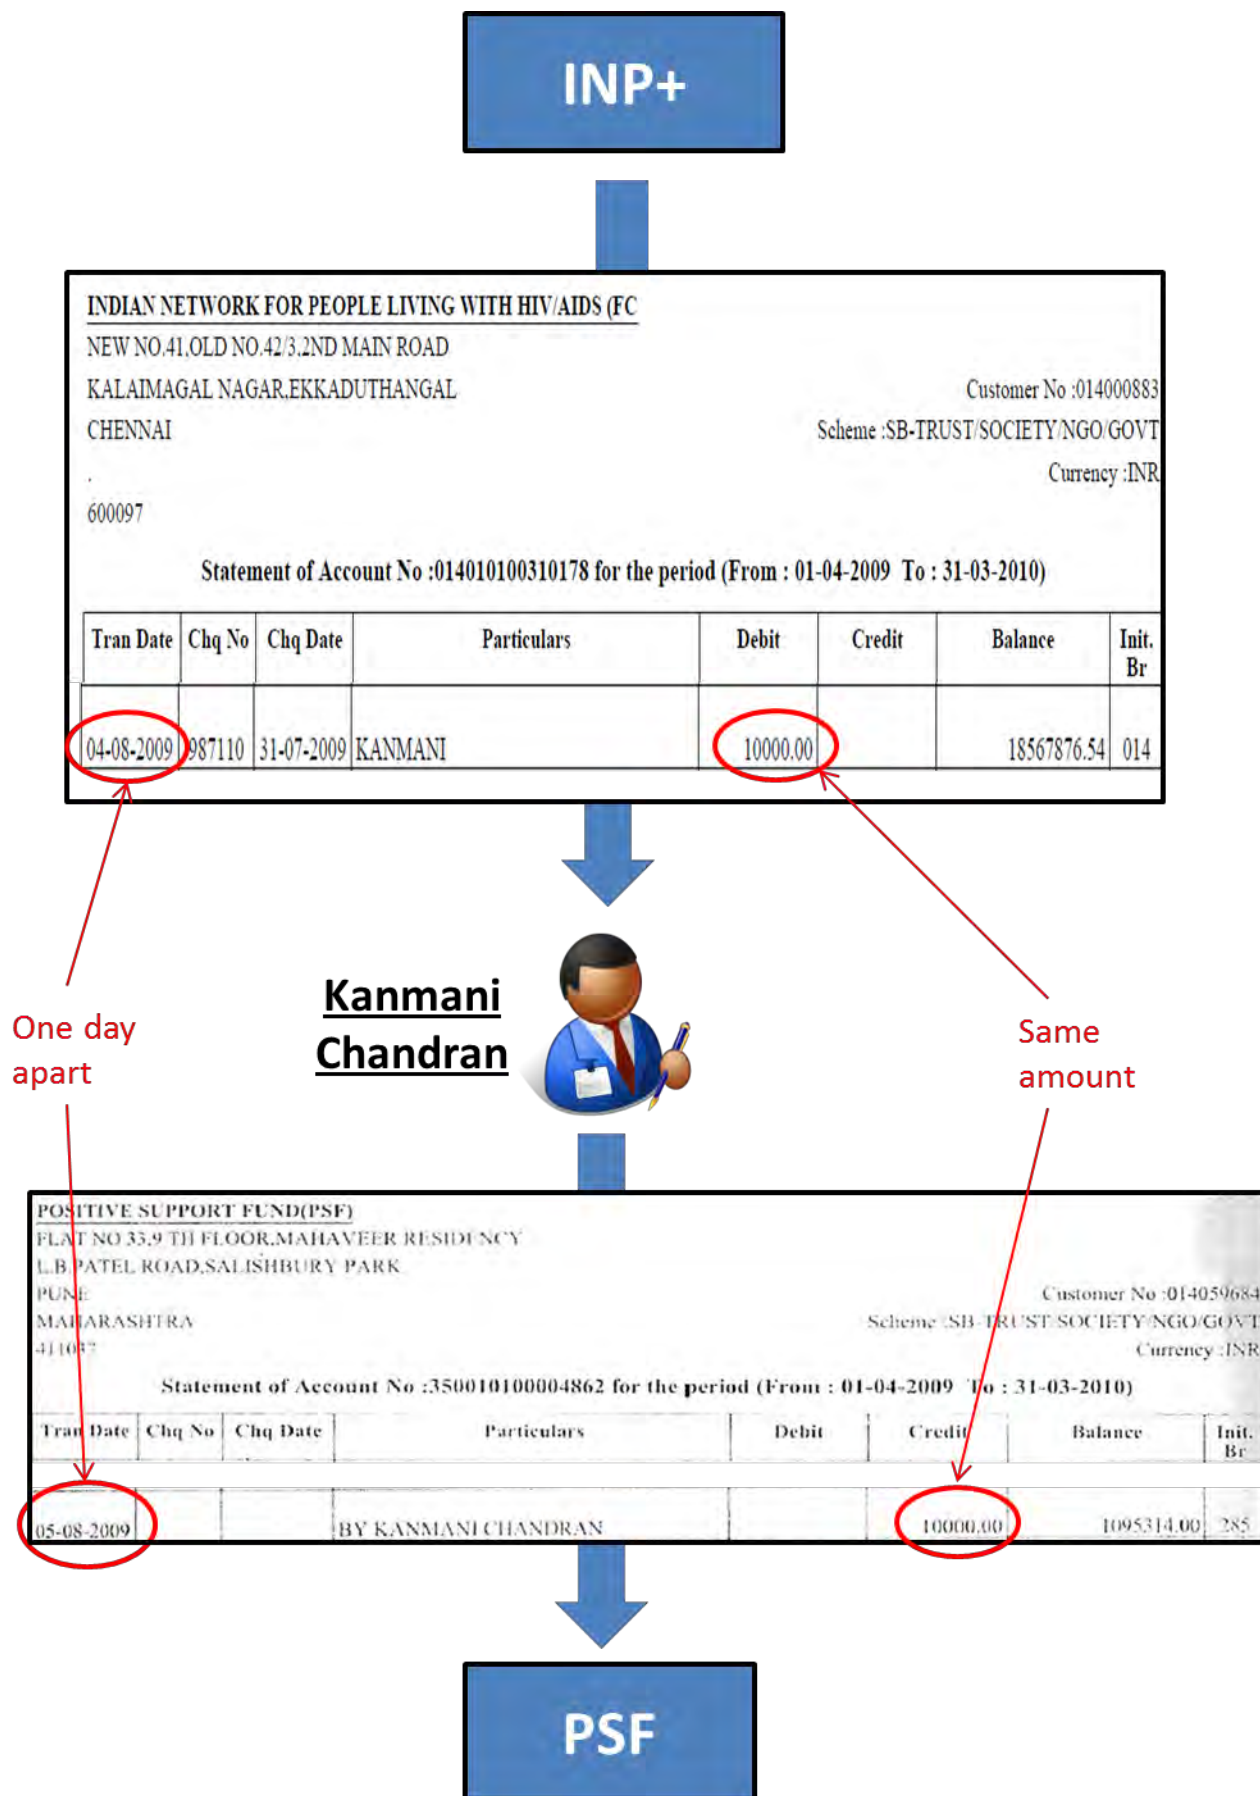 INP+
INDIAN NETWORK FOR PEOPLE LIVING WITH HIV/AIDS (FC
NEW NO.41,OLD NO.42/3,2ND MAIN ROAD
KALAIMAGAL NAGAR,EKKADUTHANGAL
Customer No :014000883
CHENNAI
Scheme :SB-TRUST/SOCIETY/NGO/GOVT
.
Currency :INR
600097
Statement of Account No :014010100310178 for the period (From : 01-04-2009 To : 31-03-2010)
Tran Date Chq No Chq Date Particulars Debit Credit Balance Init.
Br
04-08-2009 987110 31-07-2009 KANMANI 10000.00 18567876.54 014
Kanmani
Chandran
One day
apart
Same
amount
POSITIVE SUPPORT FUND(PSF)
FLAT NO 33,9 TH FLOOR,MAHAVEER RESIDENCY
L.B.PATEL ROAD,SALISHBURY PARK
PUNE
Customer No :014059684
MAHARASHTRA
Scheme :SB-TRUST/SOCIETY/NGO/GOVT
411037
Currency :INR
Statement of Account No :350010100004862 for the period (From : 01-04-2009 To : 31-03-2010)
Tran Date Chq No Chq Date Particulars Debit Credit Balance Init.
Br
05-08-2009 BY KANMANI CHANDRAN 10000.00 1095314.00 285
PSF